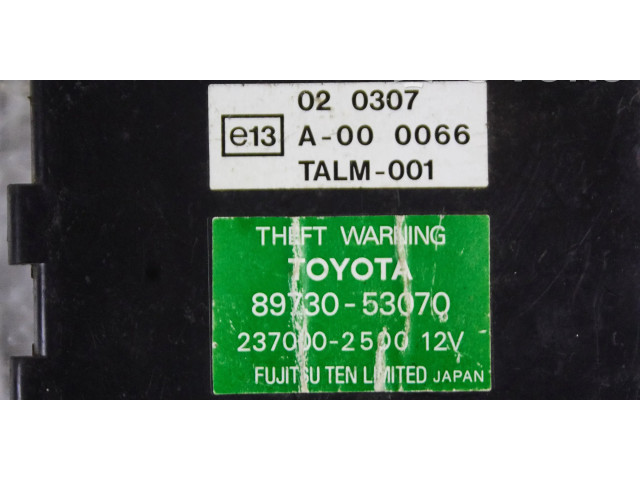 02 0307
e13 A-00 0066
TALM-001
THEFT WARNING
TOYOTA
89730-53070
237000-2500 12V
FUJITSU TEN LIMITED JAPAN